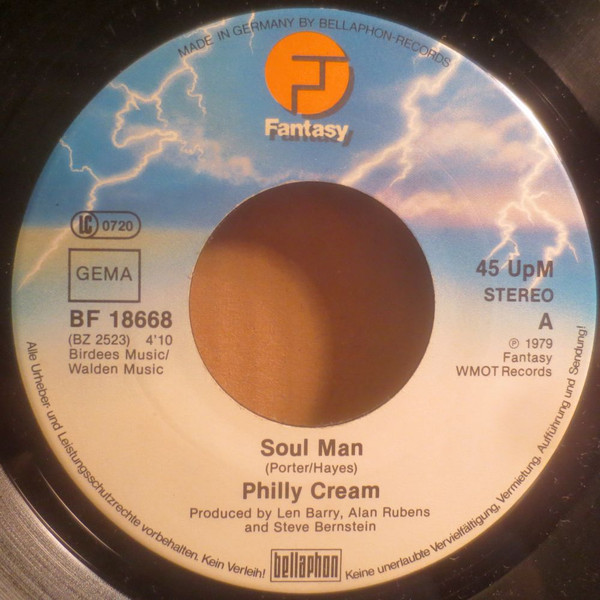 MADE IN GERMANY BY BELLAPHON-RECORDS
Fantasy
LC 0720
GEMA
BF 18668
(BZ 2523) 4'10
Birdees Music/
Walden Music
45 UpM
STEREO
A
℗ 1979
Fantasy
WMOT Records
Soul Man
(Porter/Hayes)
Philly Cream
Produced by Len Barry, Alan Rubens
and Steve Bernstein
Alle Urheber- und Leistungsschutzrechte vorbehalten. Kein Verleih!
bellaphon
Keine unerlaubte Vervielfältigung, Vermietung, Aufführung und Sendung!